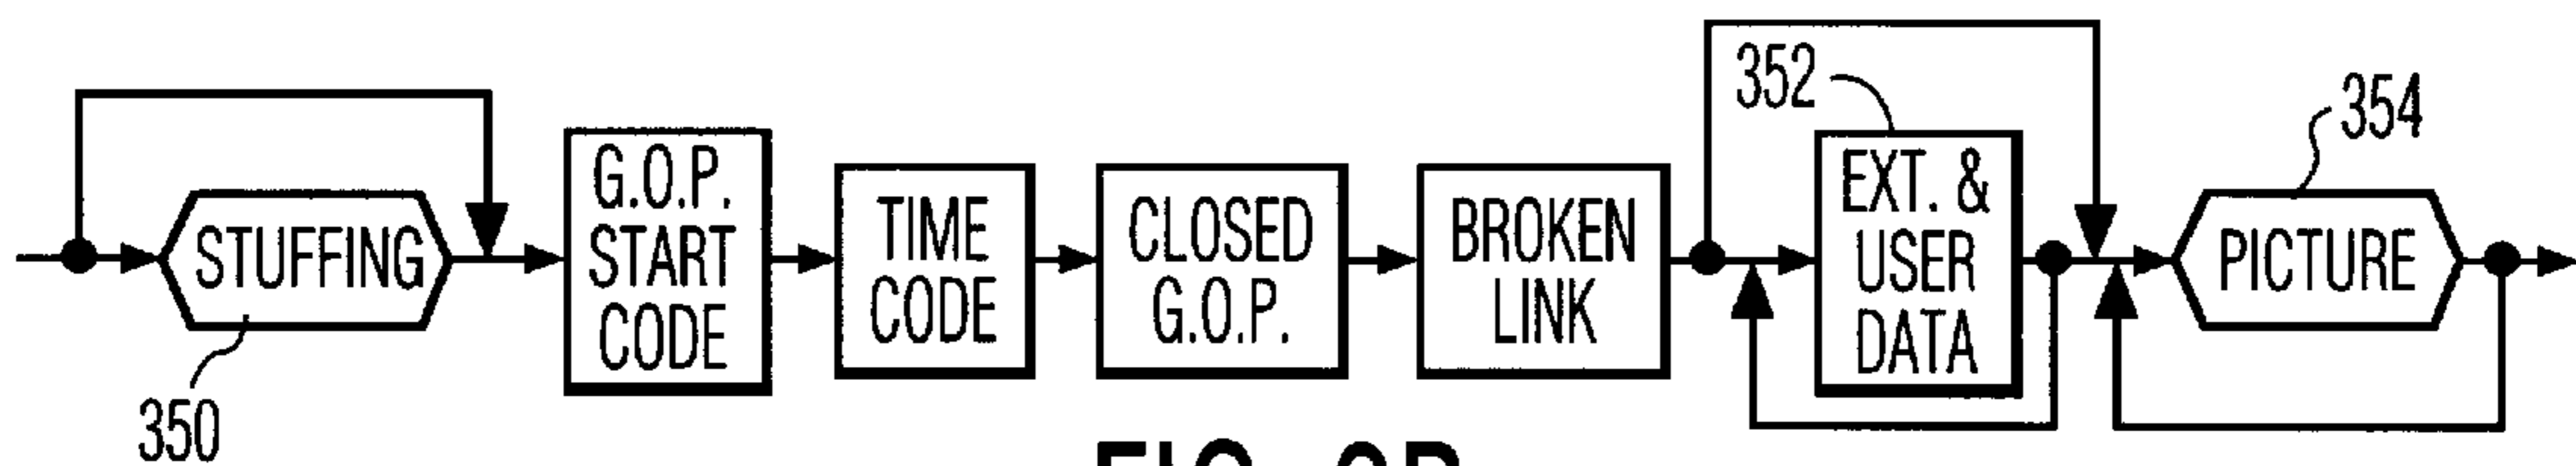 352
354
STUFFING
G.O.P.
START
CODE
TIME
CODE
CLOSED
G.O.P.
BROKEN
LINK
EXT. &
USER
DATA
PICTURE
350